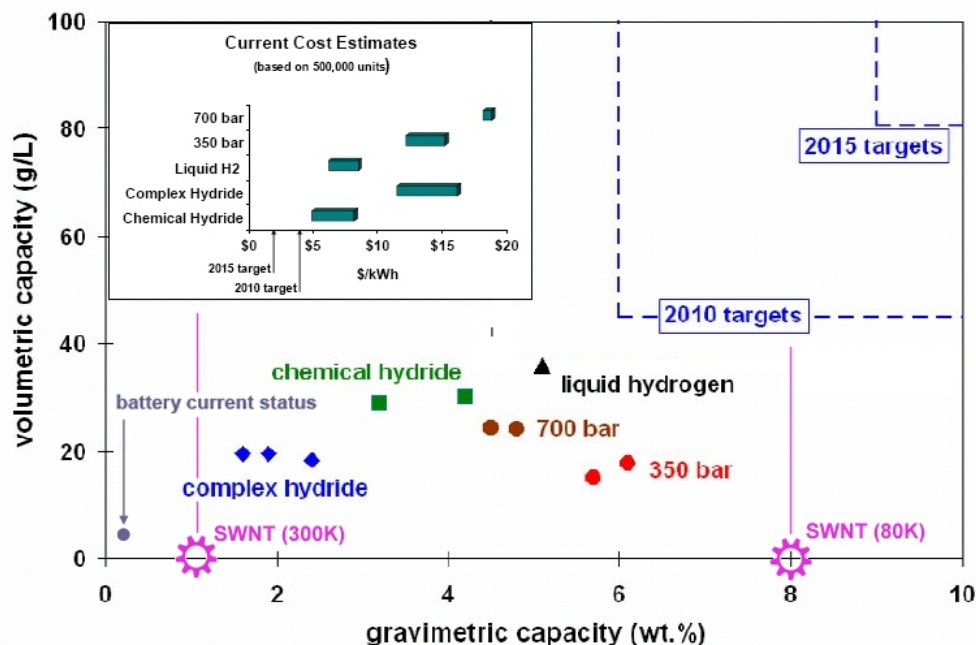 100
80
60
40
20
0
volumetric capacity (g/L)
Current Cost Estimates
(based on 500,000 units)
700 bar
350 bar
Liquid H2
Complex Hydride
Chemical Hydride
$0 $5 $10 $15 $20
2015 target
2010 target
$/kWh
2015 targets
2010 targets
chemical hydride
liquid hydrogen
battery current status
700 bar
350 bar
complex hydride
SWNT (300K)
SWNT (80K)
0 2 4 6 8 10
gravimetric capacity (wt.%)